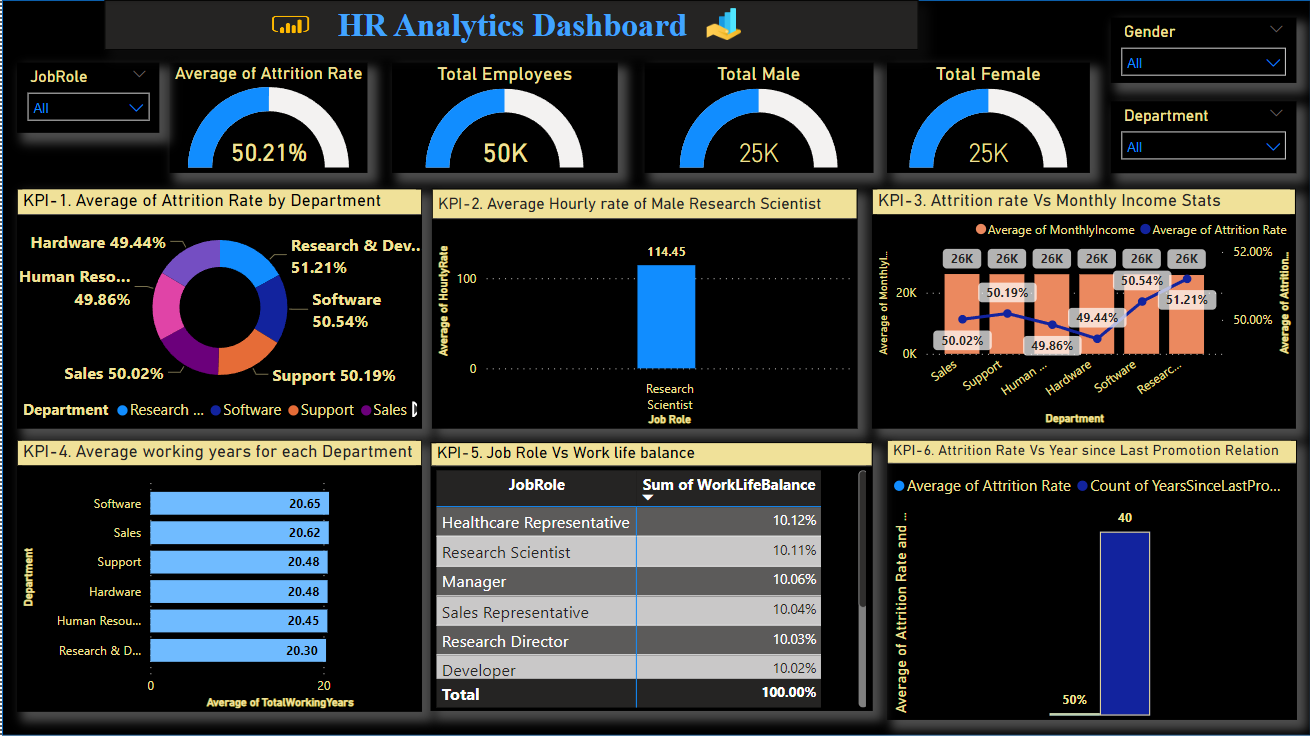 HR Analytics Dashboard
JobRole
All
Average of Attrition Rate
50.21%
Total Employees
50K
Total Male
25K
Total Female
25K
Gender
All
Department
All
KPI-1. Average of Attrition Rate by Department
Hardware 49.44%
Human Reso...
49.86%
Sales 50.02%
Research & Dev..
51.21%
Software
50.54%
Support 50.19%
Department Research ... Software Support Sales
KPI-2. Average Hourly rate of Male Research Scientist
Average of HourlyRate
100
0
114.45
Research
Scientist
Job Role
KPI-3. Attrition rate Vs Monthly Income Stats
Average of MonthlyIncome Average of Attrition Rate
Average of MonthlyI...
20K
0K
26K 26K 26K 26K 26K 26K
50.02%
50.19%
49.86%
49.44%
50.54%
51.21%
52.00%
50.00%
Average of Attrition...
Sales Support Human ... Hardware Software Researc...
Department
KPI-4. Average working years for each Department
Department
Software 20.65
Sales 20.62
Support 20.48
Hardware 20.48
Human Resou... 20.45
Research & D... 20.30
0 20
Average of TotalWorkingYears
KPI-5. Job Role Vs Work life balance
JobRole Sum of WorkLifeBalance
Healthcare Representative 10.12%
Research Scientist 10.11%
Manager 10.06%
Sales Representative 10.04%
Research Director 10.03%
Developer 10.02%
Total 100.00%
KPI-6. Attrition Rate Vs Year since Last Promotion Relation
Average of Attrition Rate Count of YearsSinceLastPro...
Average of Attrition Rate and ...
50%
40